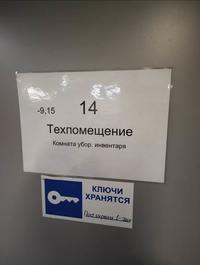 -9,15 14
Техпомещение
Комната убор. инвентаря
КЛЮЧИ
ХРАНЯТСЯ
Пост охраны